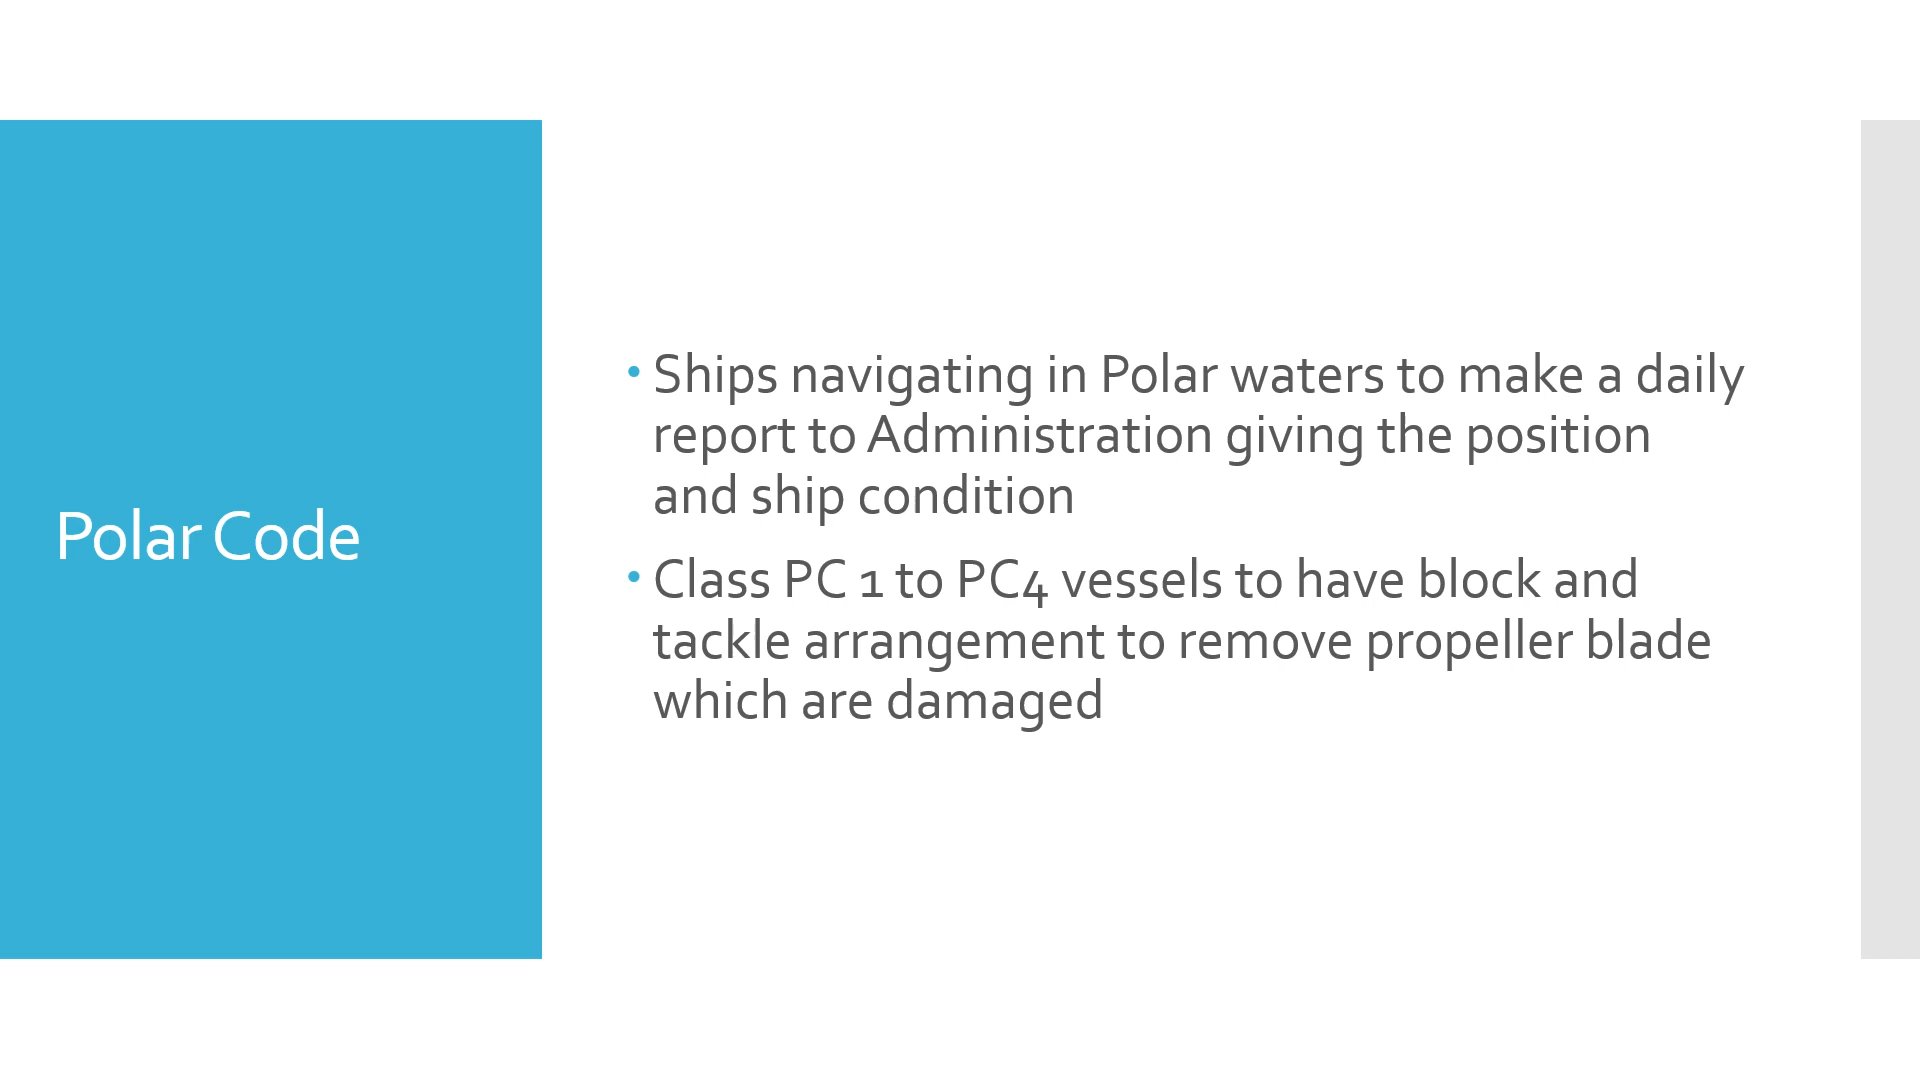 Polar Code
• Ships navigating in Polar waters to make a daily
report to Administration giving the position
and ship condition
• Class PC 1 to PC4 vessels to have block and
tackle arrangement to remove propeller blade
which are damaged